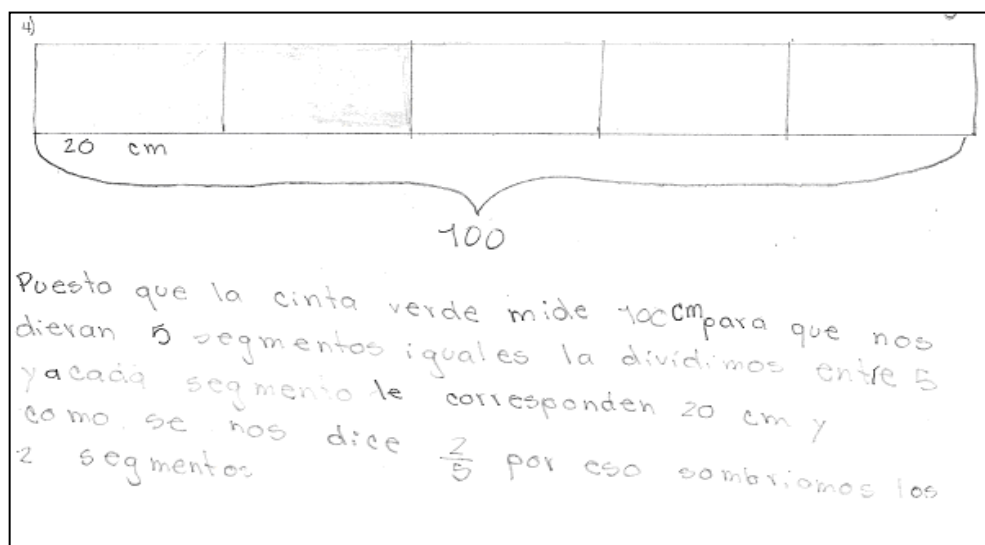 4)
20 cm
100
Puesto que la cinta verde mide 100cm para que nos
dieran 5 segmentos iguales la dividimos entre 5
y a cada segmento le corresponden 20 cm y
como se nos dice 2/5 por eso sombriamos los
2 segmentos